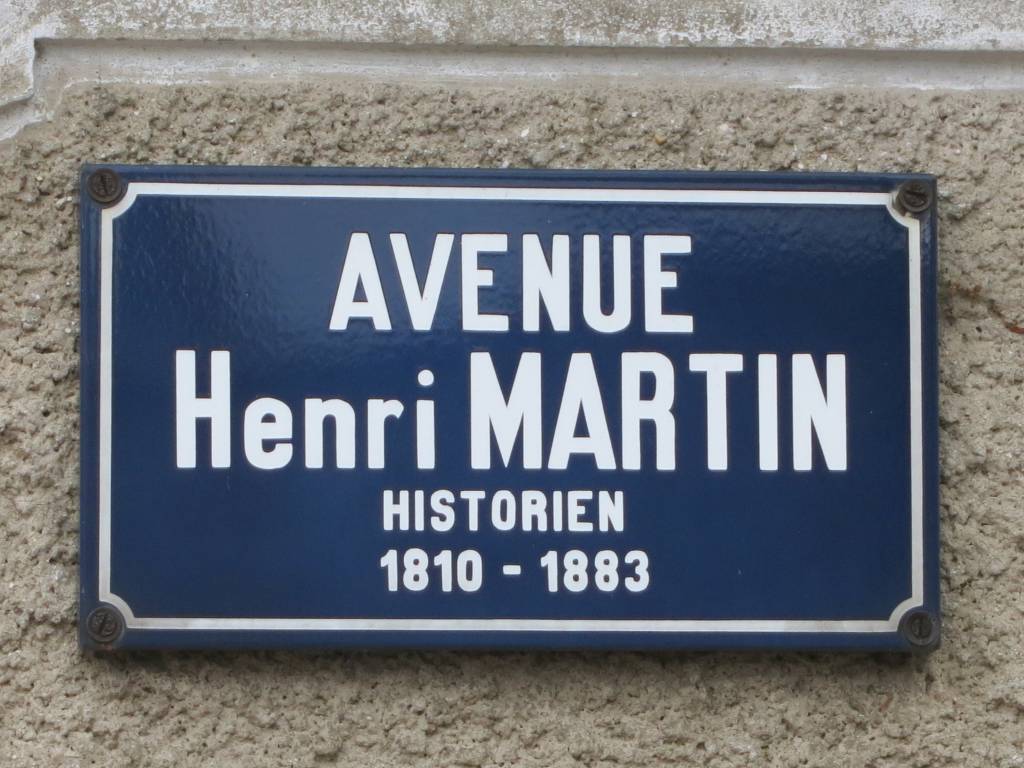 AVENUE
Henri MARTIN
HISTORIEN
1810 - 1883